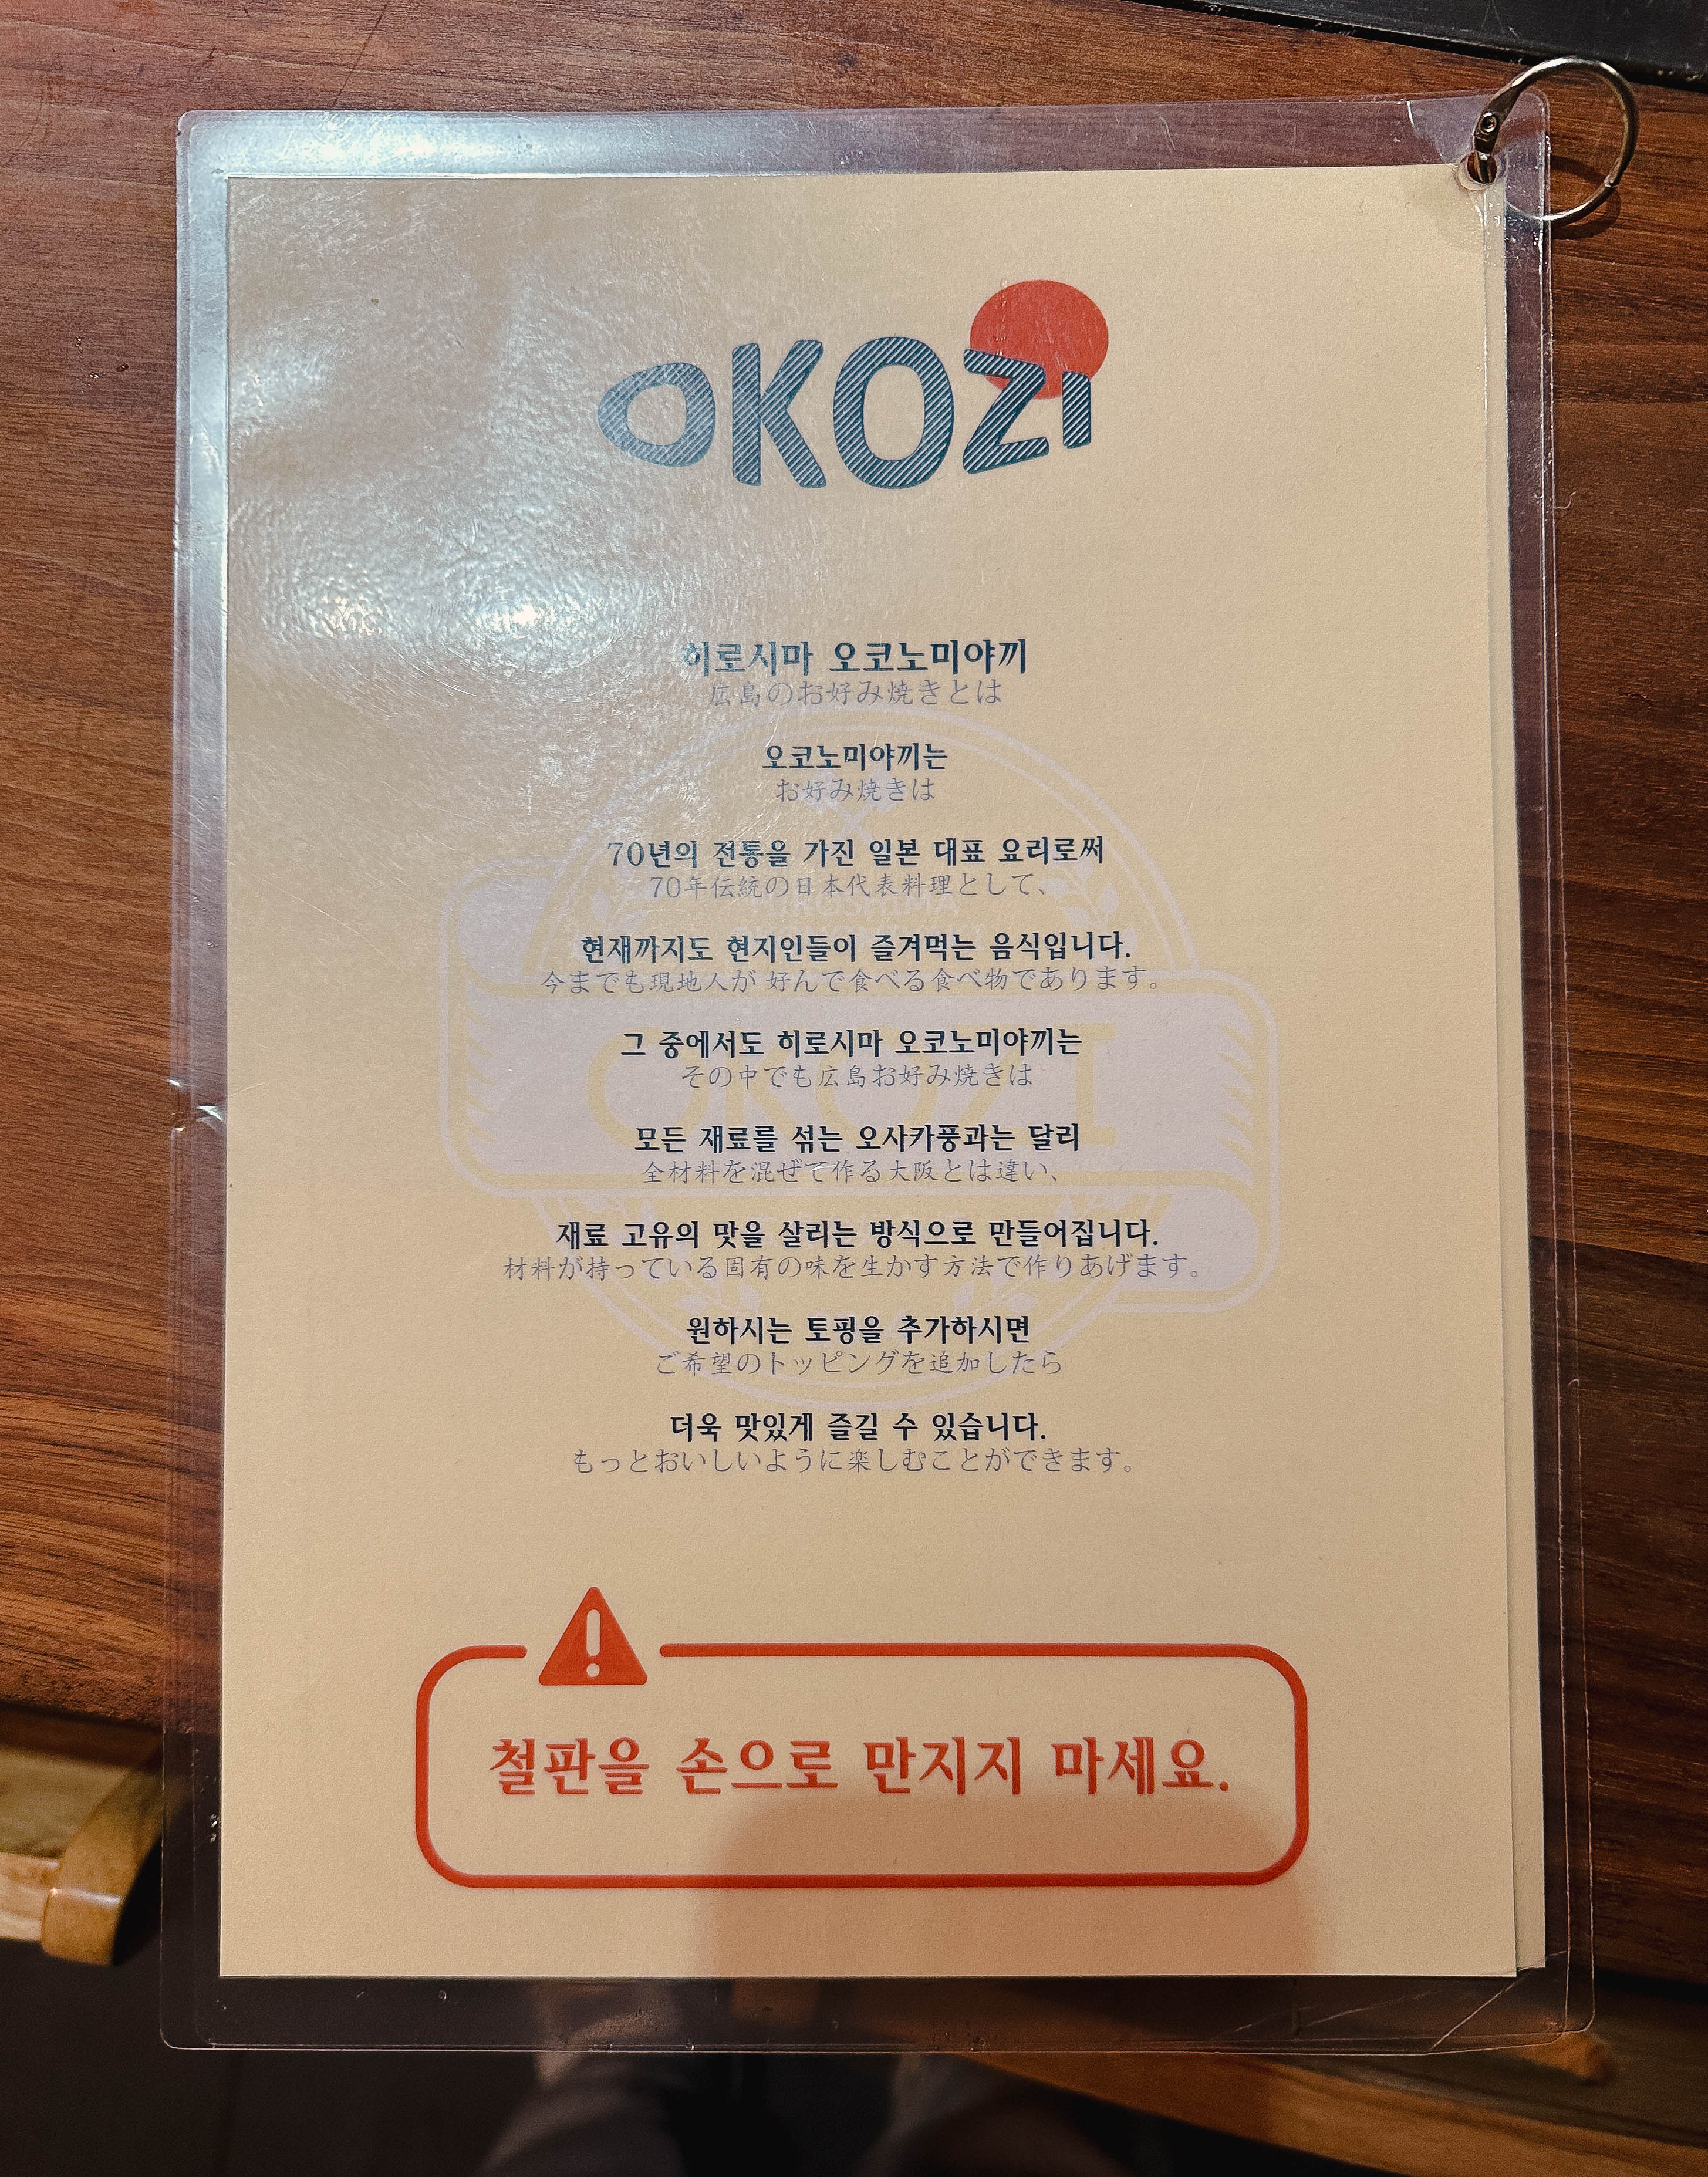 OKOZI
히로시마 오코노미야끼
広島のお好み焼きとは
오코노미야끼는
お好み焼きは
70년의 전통을 가진 일본 대표 요리로써
70年伝統の日本代表料理として、
HIROSHIMA
현재까지도 현지인들이 즐겨먹는 음식입니다.
今までも現地人が 好んで食べる食べ物であります。
그 중에서도 히로시마 오코노미야끼는
その中でも広島お好み焼きは
OKOZI
모든 재료를 섞는 오사카풍과는 달리
全材料を混ぜて作る大阪とは違い、
재료 고유의 맛을 살리는 방식으로 만들어집니다.
材料が持っている固有の味を生かす方法で作りあげます。
원하시는 토핑을 추가하시면
ご希望のトッピングを追加したら
더욱 맛있게 즐길 수 있습니다.
もっとおいしいように楽しむことができます。
철판을 손으로 만지지 마세요.